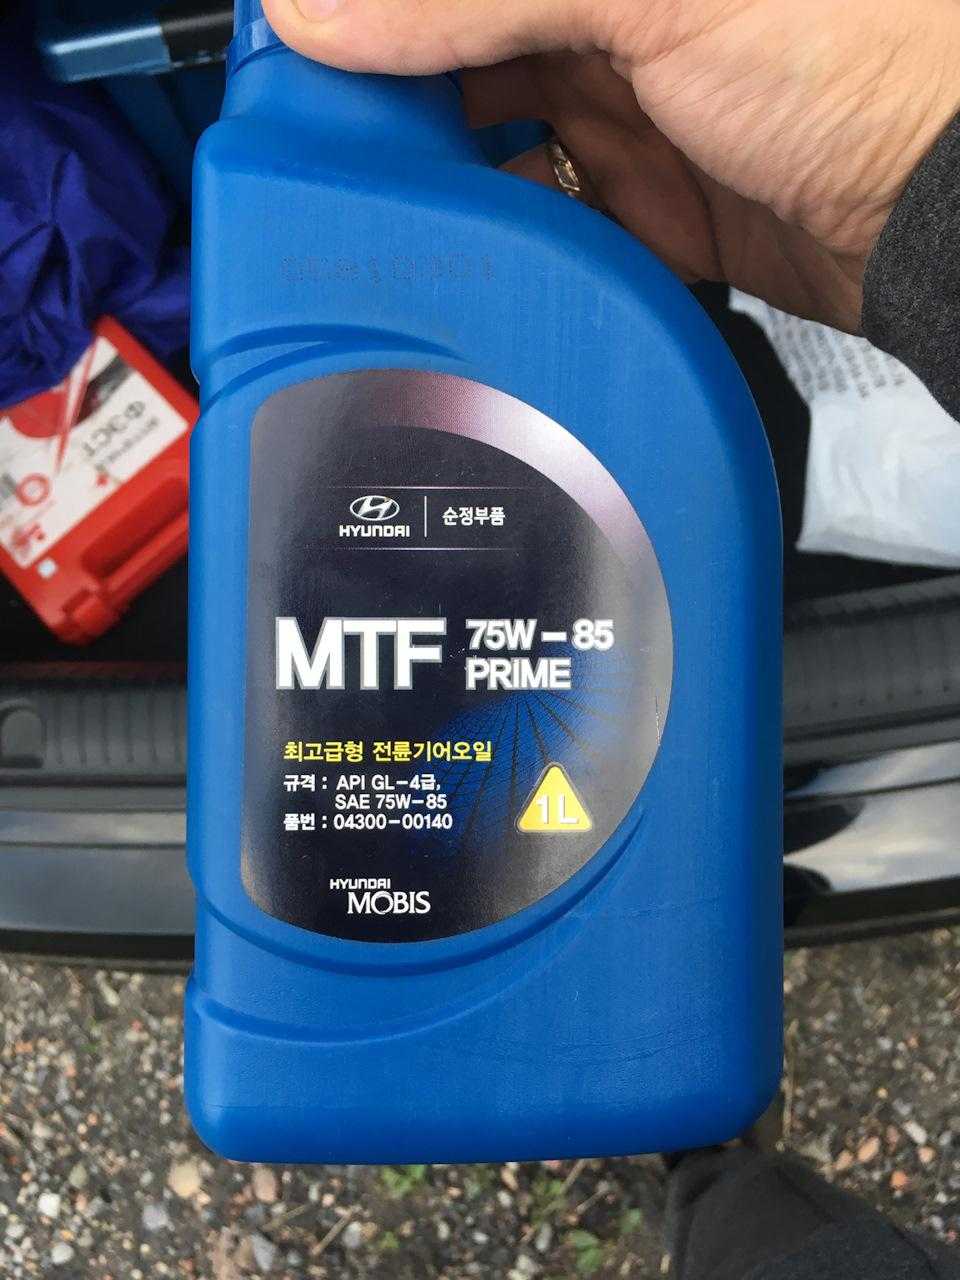 HYUNDAI
순정부품
MTF
75W-85
PRIME
최고급형 전륜기어오일
규격 : API GL-4급,
SAE 75W-85
품번 : 04300-00140
1L
HYUNDAI
MOBIS
ФЭСТ